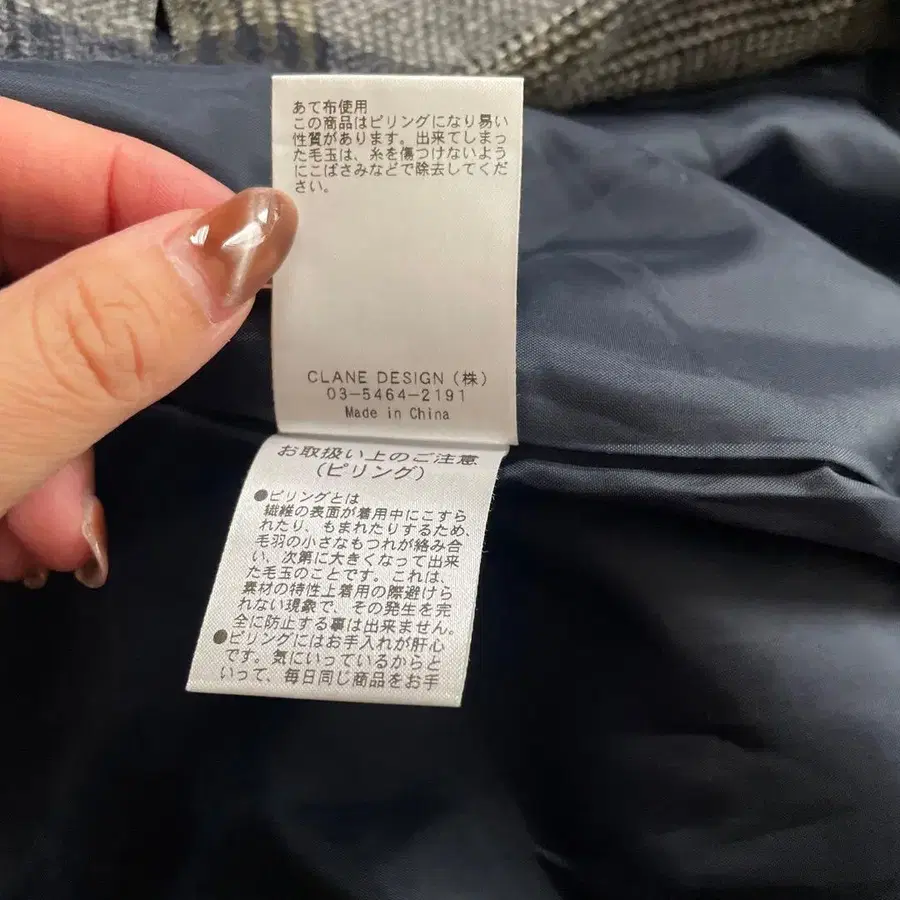 あて布使用
この商品はピリングになり易い
性質があります。出来てしまっ
た毛玉は、糸を傷つけないよう
にこばさみなどで除去してくだ
さい。
CLANE DESIGN（株）
03-5464-2191
Made in China
お取扱い上のご注意
（ピリング）
●ピリングとは
繊維の表面が着用中にこすら
れたり、もまれたりするため、
毛羽の小さなもつれが絡み合
い、次第に大きくなって出来
た毛玉のことです。これは、
素材の特性上着用の際避けら
れない現象で、その発生を完
全に防止する事は出来ません。
●ピリングにはお手入れが肝心
です。気にいっているからと
いって、毎日同じ商品をお手